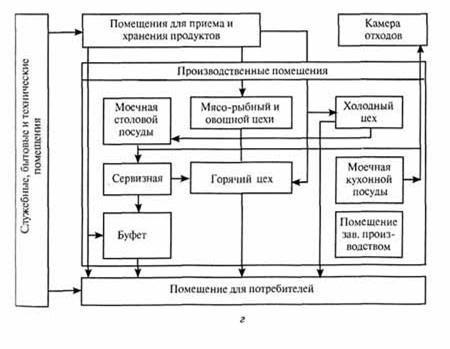 Служебные, бытовые и технические
помещения
Помещения для приема и
хранения продуктов
Камера
отходов
Производственные помещения
Моечная
столовой
посуды
Мясо-рыбный и
овощной цехи
Холодный
цех
Сервизная
Горячий цех
Моечная
кухонной
посуды
Буфет
Помещение
зав. произ-
водством
Помещение для потребителей
г